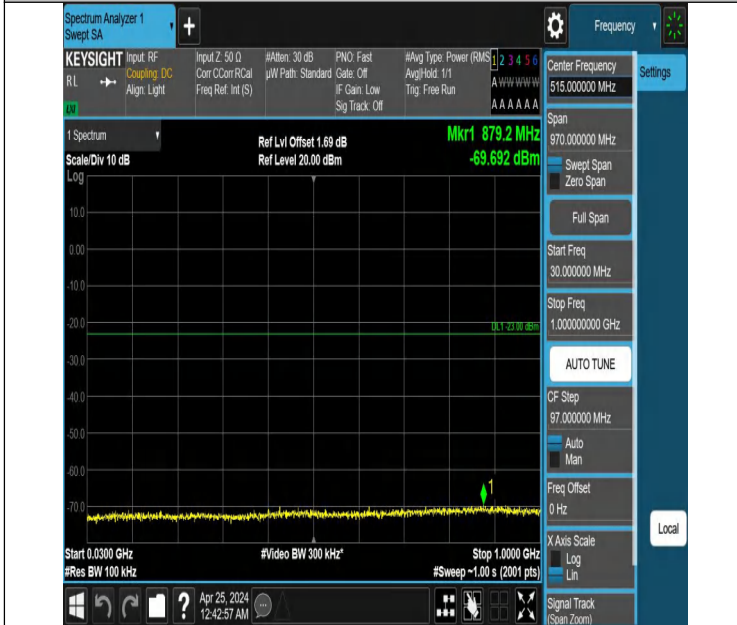 Spectrum Analyzer 1
Swept SA
Frequency
KEYSIGHT
RL
Input: RF
Coupling: DC
Align: Light
Input Z: 50 Ω
Corr CCorr RCal
Freq Ref: Int (S)
#Atten: 30 dB
µW Path: Standard
PNO: Fast
Gate: Off
IF Gain: Low
Sig Track: Off
#Avg Type: Power (RMS
Avg|Hold: 1/1
Trig: Free Run
1 2 3 4 5 6
A W W W W W
A A A A A A
1 Spectrum
Scale/Div 10 dB
Log
Ref Lvl Offset 1.69 dB
Ref Level 20.00 dBm
Mkr1 879.2 MHz
-69.692 dBm
10.0
0.00
-10.0
-20.0
DL1 -23.00 dBm
-30.0
-40.0
-50.0
-60.0
-70.0
1
Start 0.0300 GHz
#Res BW 100 kHz
#Video BW 300 kHz*
Stop 1.0000 GHz
#Sweep ~1.00 s (2001 pts)
?
Apr 25, 2024
12:42:57 AM
Center Frequency
515.000000 MHz
Span
970.000000 MHz
Swept Span
Zero Span
Full Span
Start Freq
30.000000 MHz
Stop Freq
1.000000000 GHz
AUTO TUNE
CF Step
97.000000 MHz
Auto
Man
Freq Offset
0 Hz
X Axis Scale
Log
Lin
Signal Track
(Span Zoom)
Settings
Local